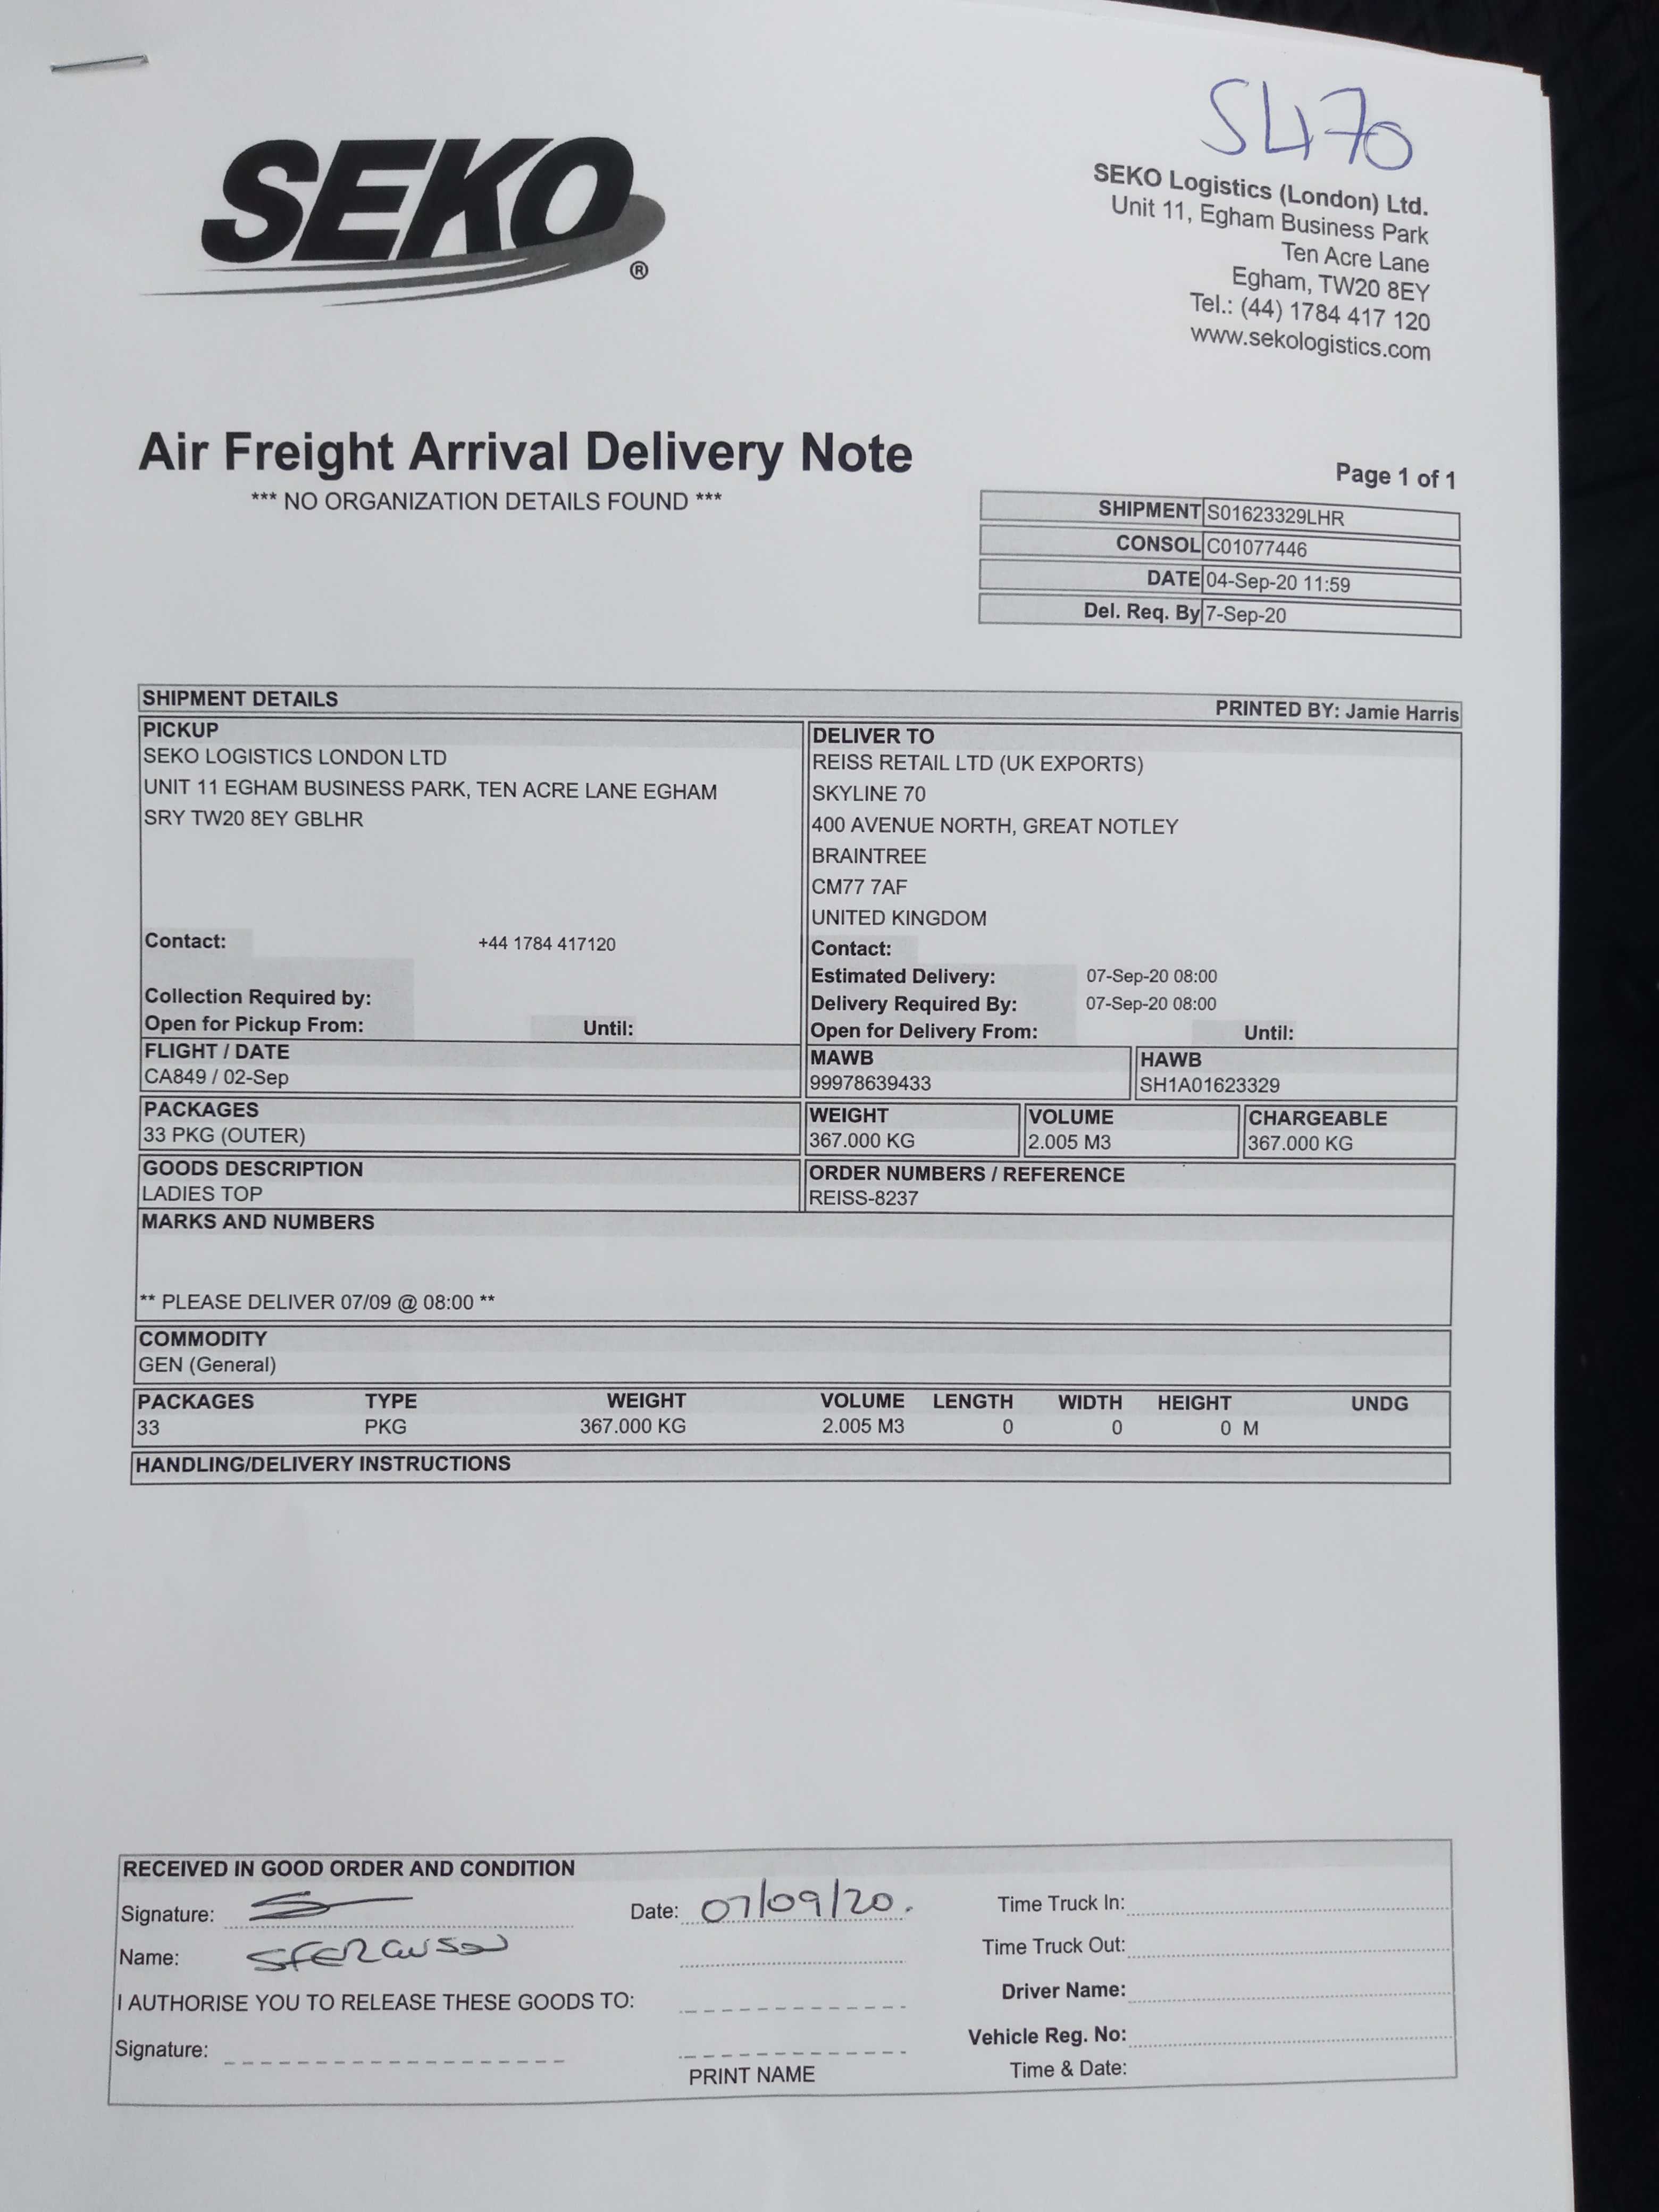 SL170
SEKO®
SEKO Logistics (London) Ltd.
Unit 11, Egham Business Park
Ten Acre Lane
Egham, TW20 8EY
Tel.: (44) 1784 417 120
www.sekologistics.com
Air Freight Arrival Delivery Note
*** NO ORGANIZATION DETAILS FOUND ***
Page 1 of 1
SHIPMENT S01623329LHR
CONSOL C01077446
DATE 04-Sep-20 11:59
Del. Req. By 7-Sep-20
SHIPMENT DETAILS PRINTED BY: Jamie Harris
PICKUP
SEKO LOGISTICS LONDON LTD
UNIT 11 EGHAM BUSINESS PARK, TEN ACRE LANE EGHAM
SRY TW20 8EY GBLHR
Contact: +44 1784 417120
Collection Required by:
Open for Pickup From: Until:
DELIVER TO
REISS RETAIL LTD (UK EXPORTS)
SKYLINE 70
400 AVENUE NORTH, GREAT NOTLEY
BRAINTREE
CM77 7AF
UNITED KINGDOM
Contact:
Estimated Delivery: 07-Sep-20 08:00
Delivery Required By: 07-Sep-20 08:00
Open for Delivery From: Until:
FLIGHT / DATE MAWB HAWB
CA849 / 02-Sep 99978639433 SH1A01623329
PACKAGES WEIGHT VOLUME CHARGEABLE
33 PKG (OUTER) 367.000 KG 2.005 M3 367.000 KG
GOODS DESCRIPTION ORDER NUMBERS / REFERENCE
LADIES TOP REISS-8237
MARKS AND NUMBERS
** PLEASE DELIVER 07/09 @ 08:00 **
COMMODITY
GEN (General)
PACKAGES TYPE WEIGHT VOLUME LENGTH WIDTH HEIGHT UNDG
33 PKG 367.000 KG 2.005 M3 0 0 0 M
HANDLING/DELIVERY INSTRUCTIONS
RECEIVED IN GOOD ORDER AND CONDITION
Signature: Date: 07/09/20. Time Truck In:
Name: Time Truck Out:
I AUTHORISE YOU TO RELEASE THESE GOODS TO: Driver Name:
Signature: Vehicle Reg. No:
PRINT NAME Time & Date: